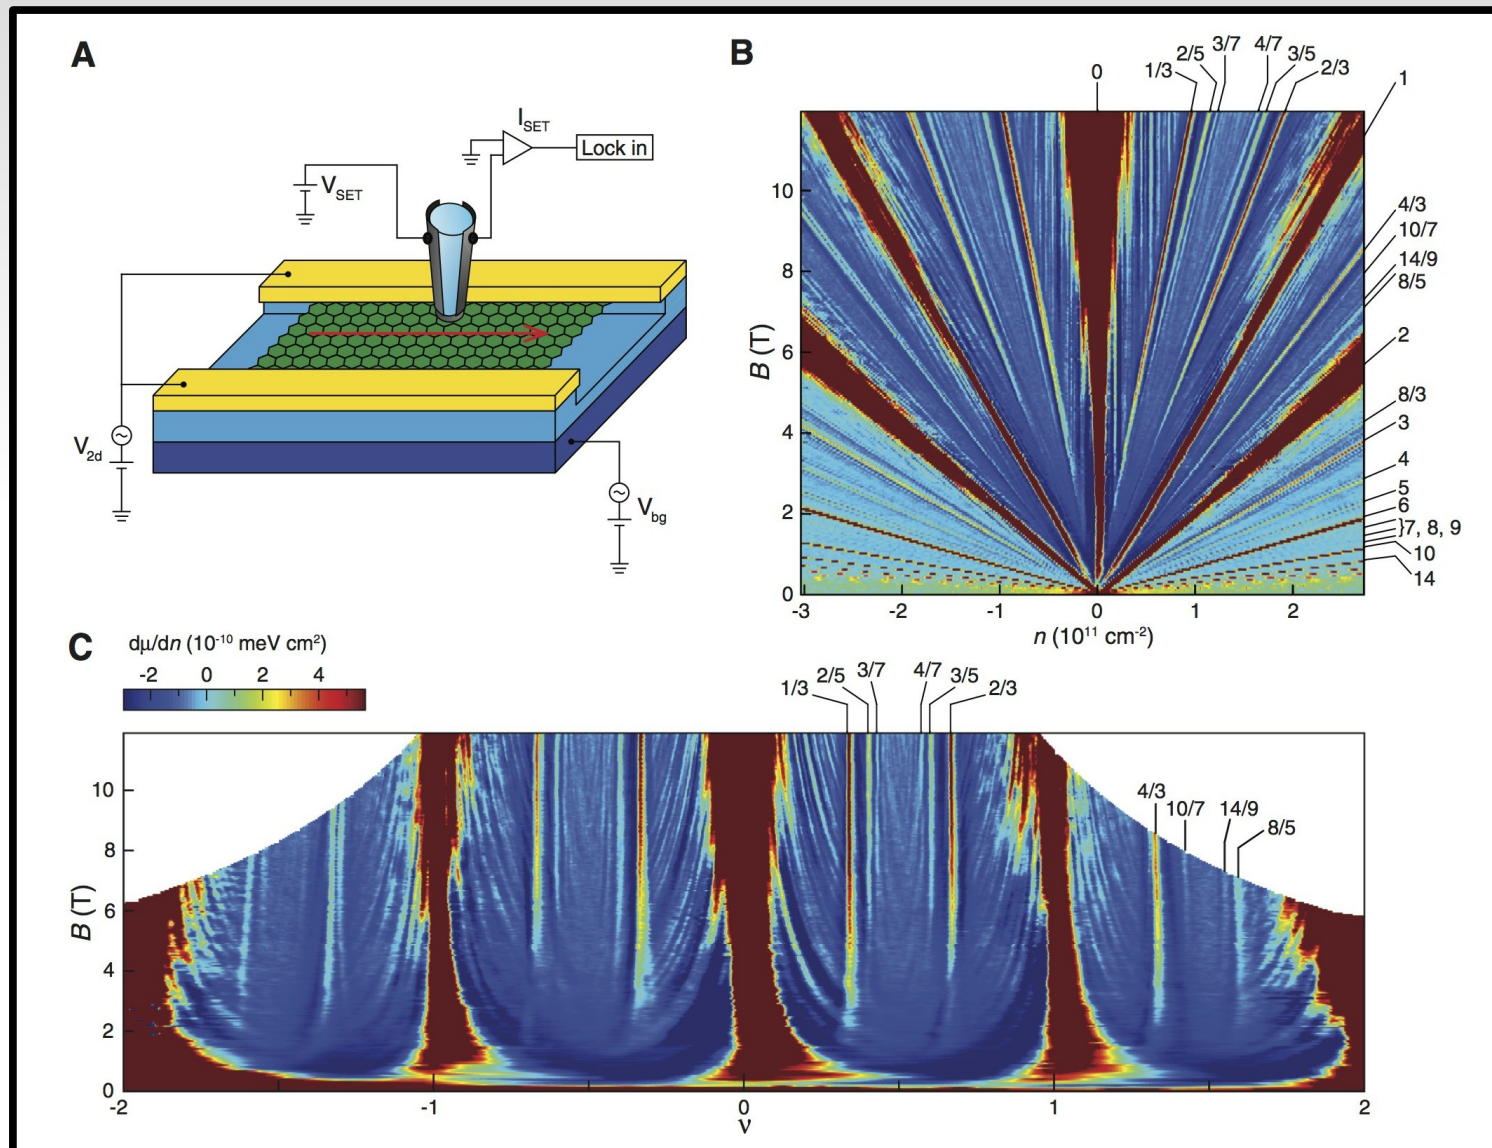 A
I_SET
Lock in
V_SET
V_2d
V_bg
B
0
1/3
2/5
3/7
4/7
3/5
2/3
1
4/3
10/7
14/9
8/5
2
8/3
3
4
5
6
}7, 8, 9
10
14
B (T)
10
8
6
4
2
0
-3 -2 -1 0 1 2
n (10¹¹ cm⁻²)
C
dμ/dn (10⁻¹⁰ meV cm²)
-2 0 2 4
1/3
2/5
3/7
4/7
3/5
2/3
4/3
10/7
14/9
8/5
B (T)
10
8
6
4
2
0
-2 -1 0 1 2
ν